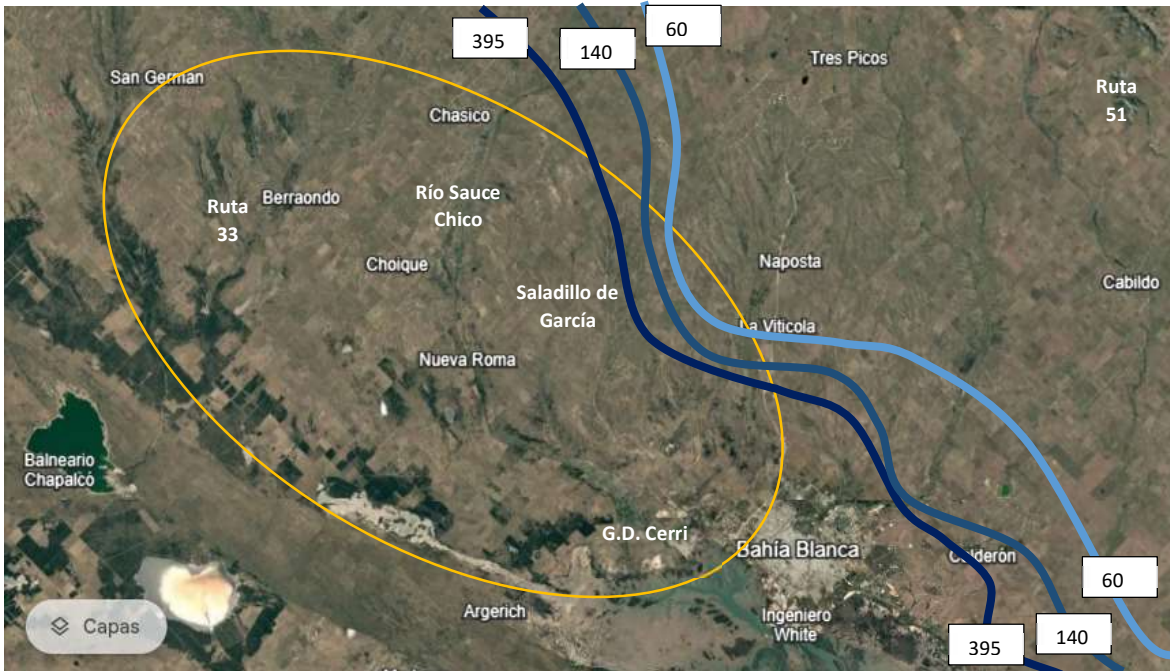 395
140
60
San German
Tres Picos
Ruta
51
Chasico
Berraondo
Río Sauce
Chico
Ruta
33
Choique
Naposta
Cabildo
Saladillo de
García
La Viticola
Nueva Roma
Balneario
Chapalcó
G.D. Cerri
Bahía Blanca
Calderón
60
Argerich
Ingeniero
White
Capas
395
140